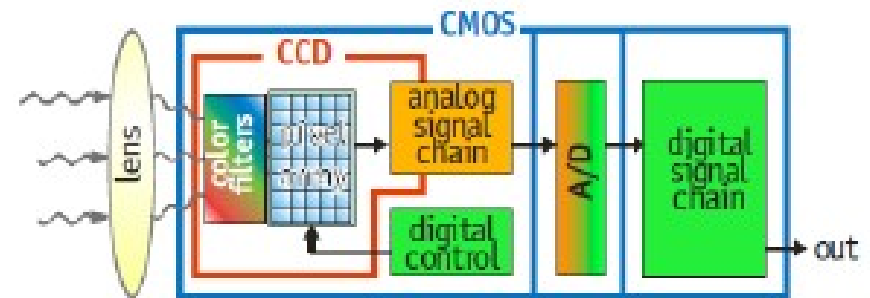 CMOS
CCD
lens
color
filters
pixel
array
analog
signal
chain
digital
control
A/D
digital
signal
chain
out